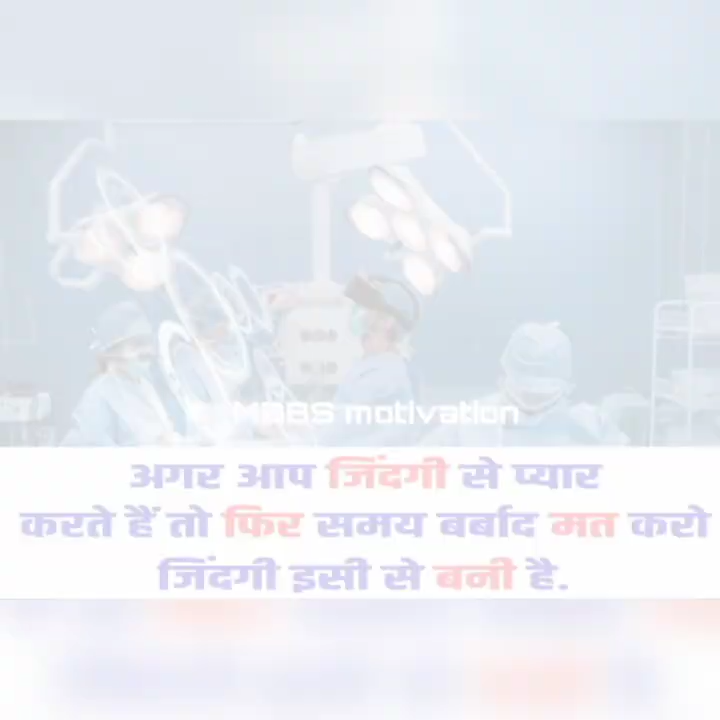 MBBS motivation
अगर आप जिंदगी से प्यार
करते हैं तो फिर समय बर्बाद मत करो
जिंदगी इसी से बनी है.